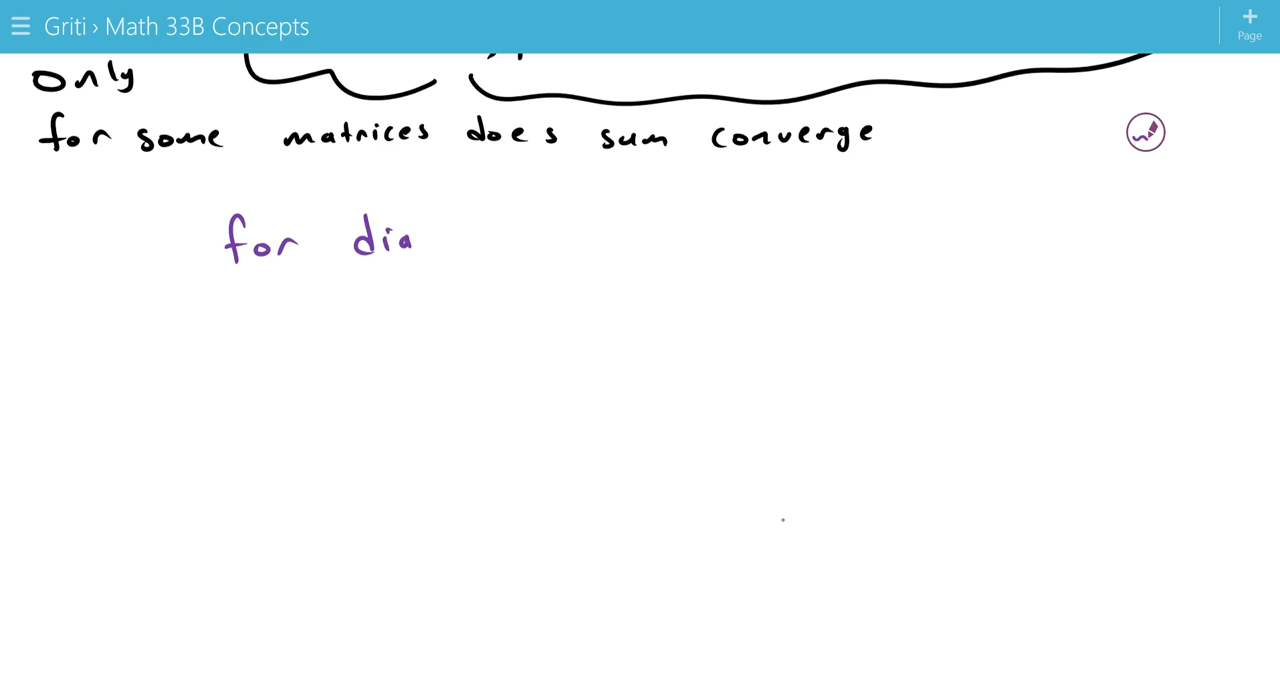 Griti › Math 33B Concepts
Page
only
for some matrices does sum converge
for dia